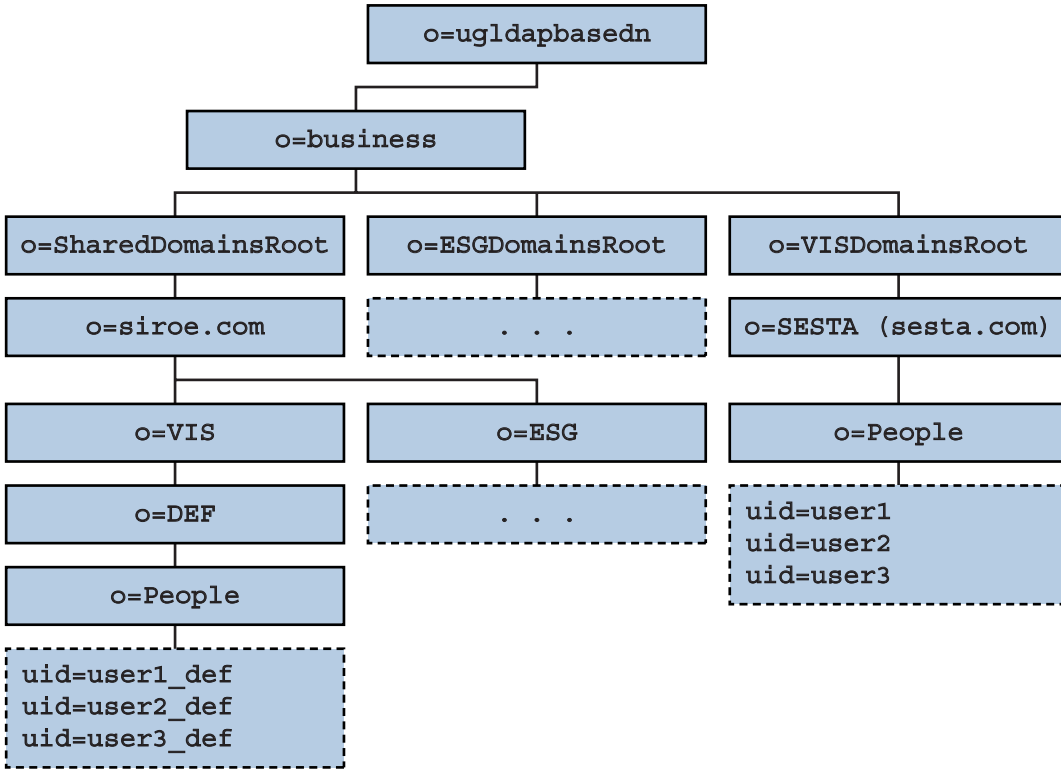 o=ugldapbasedn
o=business
o=SharedDomainsRoot
o=ESGDomainsRoot
o=VISDomainsRoot
o=siroe.com
. . .
o=SESTA (sesta.com)
o=VIS
o=ESG
o=People
o=DEF
. . .
uid=user1
uid=user2
uid=user3
o=People
uid=user1_def
uid=user2_def
uid=user3_def